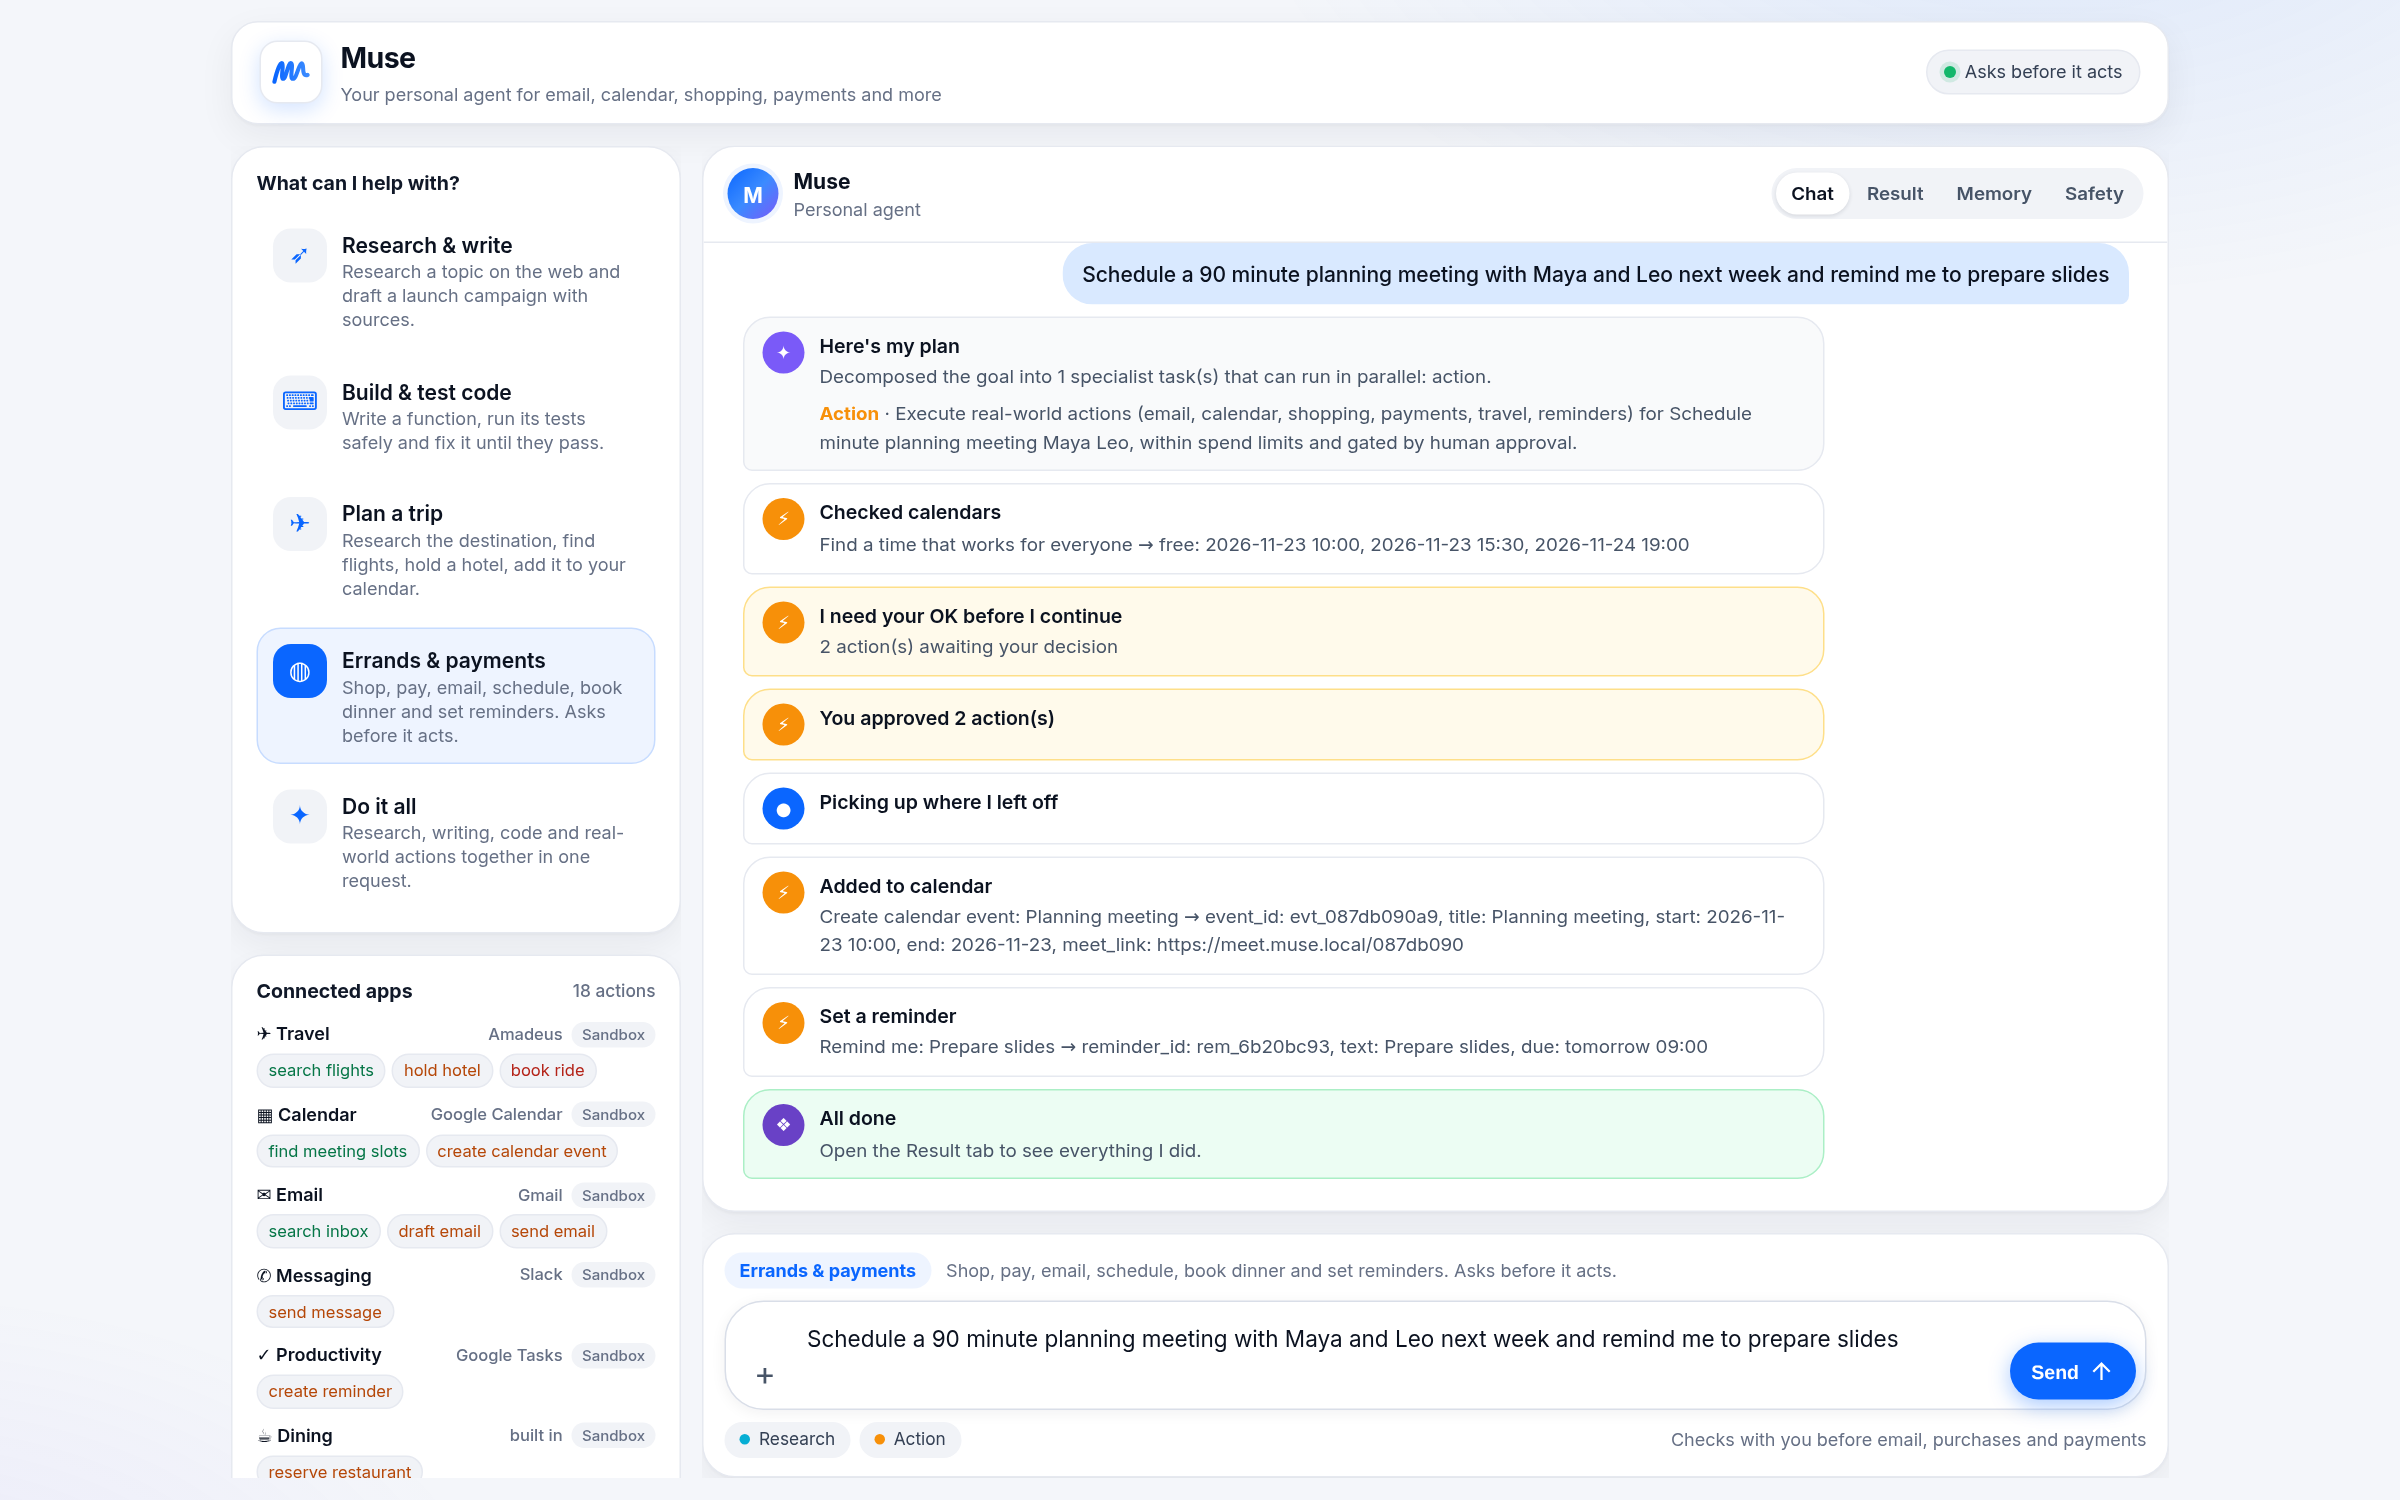 Muse
Your personal agent for email, calendar, shopping, payments and more
Asks before it acts
What can I help with?
Research & write
Research a topic on the web and
draft a launch campaign with
sources.
Build & test code
Write a function, run its tests
safely and fix it until they pass.
Plan a trip
Research the destination, find
flights, hold a hotel, add it to your
calendar.
Errands & payments
Shop, pay, email, schedule, book
dinner and set reminders. Asks
before it acts.
Do it all
Research, writing, code and real-
world actions together in one
request.
Connected apps 18 actions
Travel Amadeus Sandbox
search flights hold hotel book ride
Calendar Google Calendar Sandbox
find meeting slots create calendar event
Email Gmail Sandbox
search inbox draft email send email
Messaging Slack Sandbox
send message
Productivity Google Tasks Sandbox
create reminder
Dining built in Sandbox
reserve restaurant
M
Muse
Personal agent
Chat Result Memory Safety
Schedule a 90 minute planning meeting with Maya and Leo next week and remind me to prepare slides
Here's my plan
Decomposed the goal into 1 specialist task(s) that can run in parallel: action.
Action · Execute real-world actions (email, calendar, shopping, payments, travel, reminders) for Schedule
minute planning meeting Maya Leo, within spend limits and gated by human approval.
Checked calendars
Find a time that works for everyone → free: 2026-11-23 10:00, 2026-11-23 15:30, 2026-11-24 19:00
I need your OK before I continue
2 action(s) awaiting your decision
You approved 2 action(s)
Picking up where I left off
Added to calendar
Create calendar event: Planning meeting → event_id: evt_087db090a9, title: Planning meeting, start: 2026-11-
23 10:00, end: 2026-11-23, meet_link: https://meet.muse.local/087db090
Set a reminder
Remind me: Prepare slides → reminder_id: rem_6b20bc93, text: Prepare slides, due: tomorrow 09:00
All done
Open the Result tab to see everything I did.
Errands & payments Shop, pay, email, schedule, book dinner and set reminders. Asks before it acts.
Schedule a 90 minute planning meeting with Maya and Leo next week and remind me to prepare slides
+
Send ↑
Research Action
Checks with you before email, purchases and payments